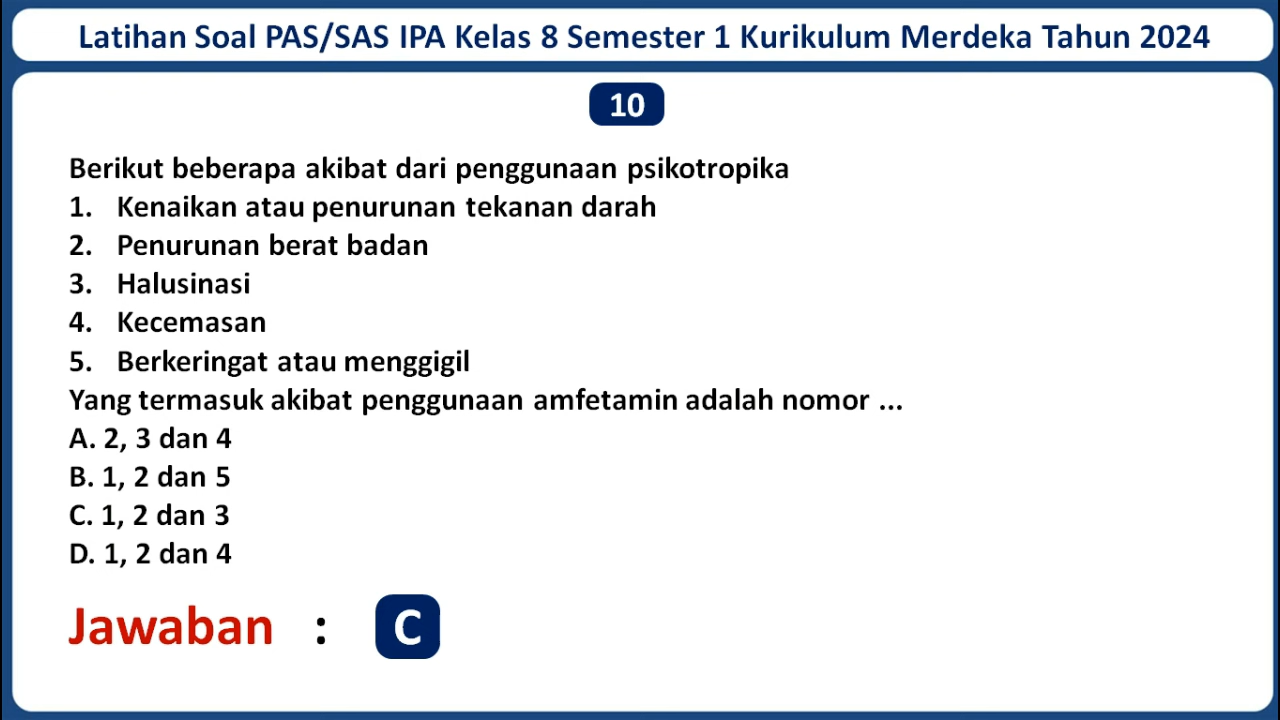 Latihan Soal PAS/SAS IPA Kelas 8 Semester 1 Kurikulum Merdeka Tahun 2024
10
Berikut beberapa akibat dari penggunaan psikotropika
1. Kenaikan atau penurunan tekanan darah
2. Penurunan berat badan
3. Halusinasi
4. Kecemasan
5. Berkeringat atau menggigil
Yang termasuk akibat penggunaan amfetamin adalah nomor ...
A. 2, 3 dan 4
B. 1, 2 dan 5
C. 1, 2 dan 3
D. 1, 2 dan 4
Jawaban : C